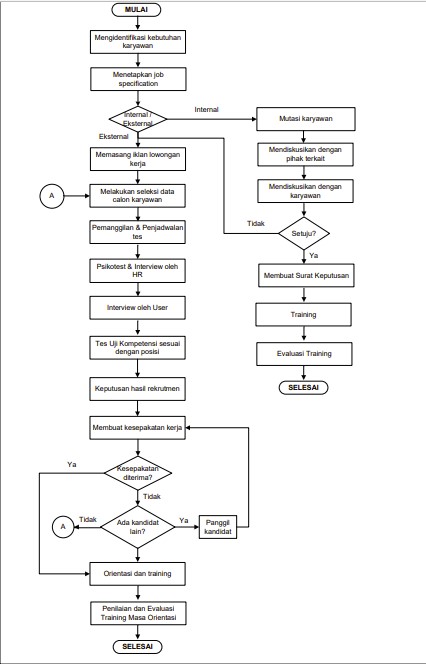 MULAI
Mengidentifikasi kebutuhan
karyawan
Menetapkan job
specification
Internal /
Eksternal
Internal
Eksternal
Mutasi karyawan
Mendiskusikan dengan
pihak terkait
Mendiskusikan dengan
karyawan
Tidak
Setuju?
Ya
Membuat Surat Keputusan
Training
Evaluasi Training
SELESAI
Memasang iklan lowongan
kerja
A
Melakukan seleksi data
calon karyawan
Pemanggilan & Penjadwalan
tes
Psikotest & Interview oleh
HR
Interview oleh User
Tes Uji Kompetensi sesuai
dengan posisi
Keputusan hasil rekrutmen
Membuat kesepakatan kerja
Ya
Kesepakatan
diterima?
Tidak
A
Tidak
Ada kandidat
lain?
Ya
Panggil
kandidat
Orientasi dan training
Penilaian dan Evaluasi
Training Masa Orientasi
SELESAI